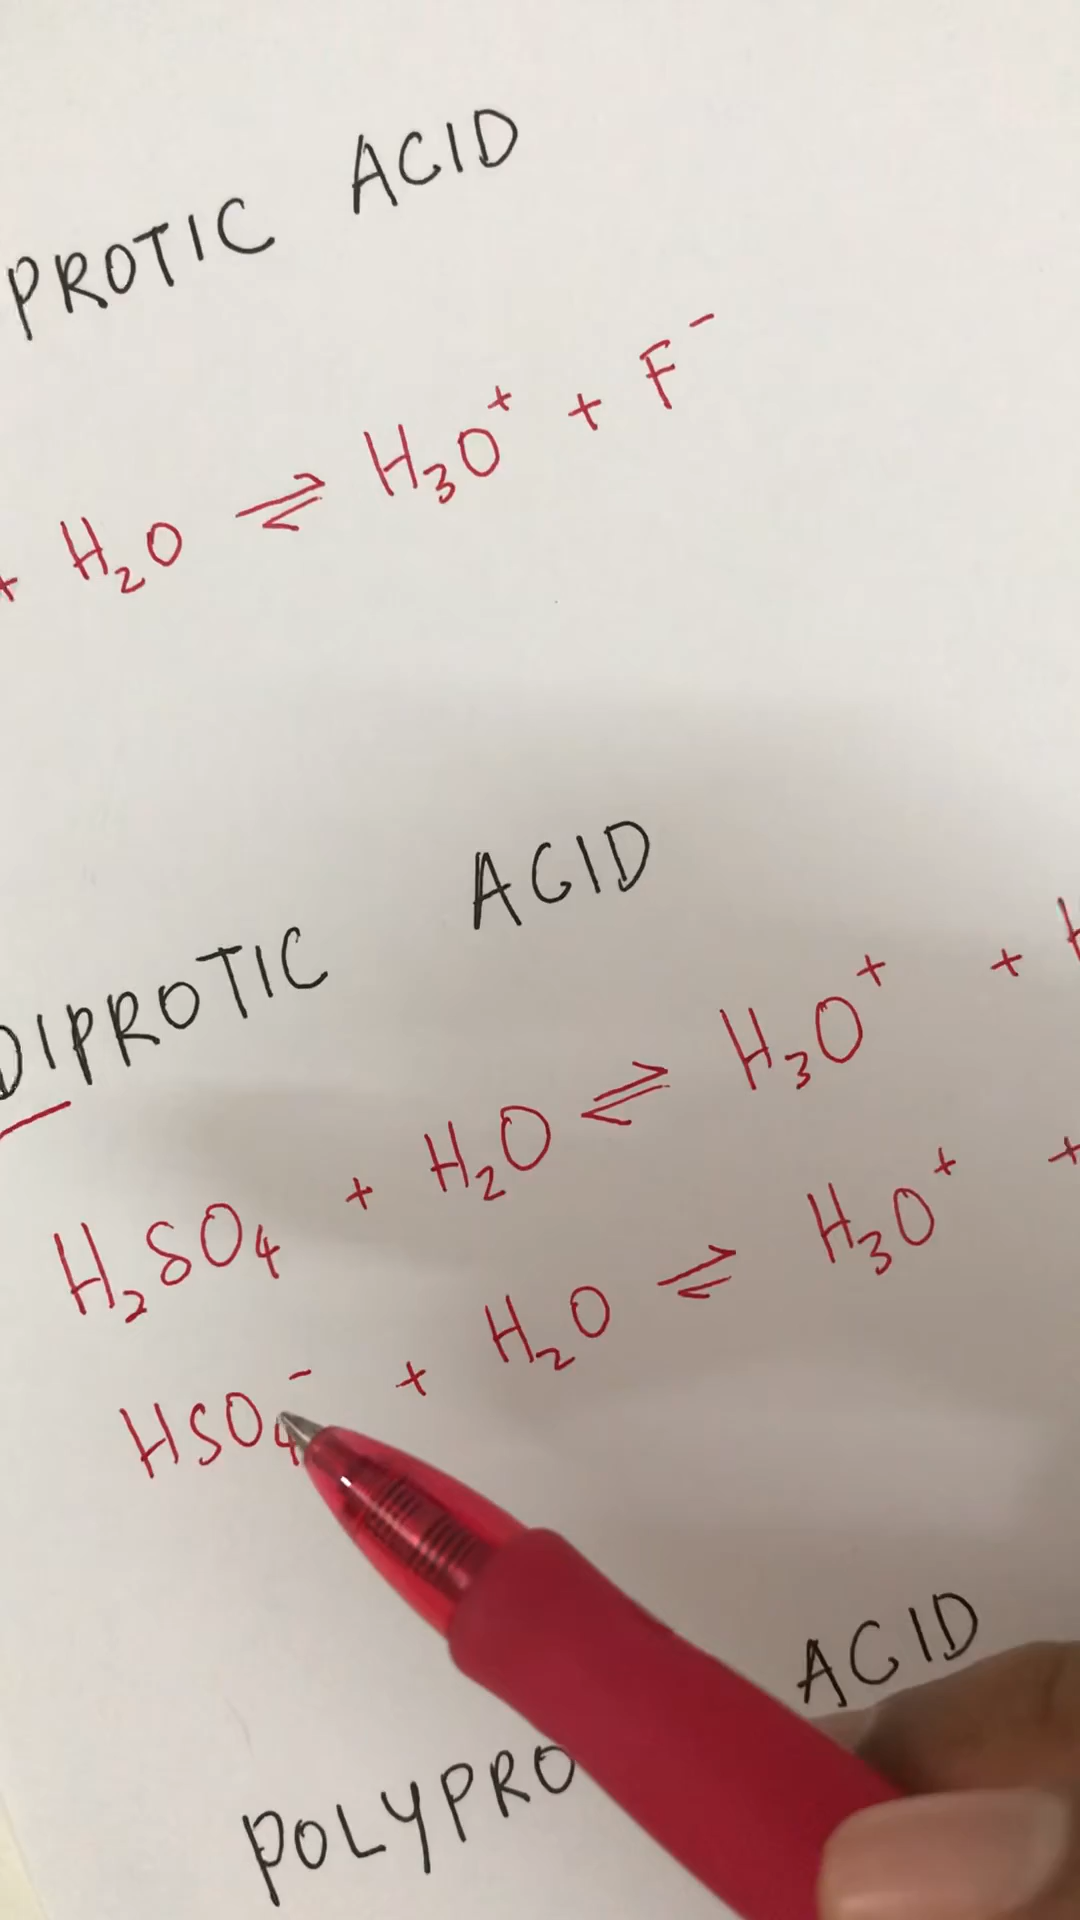 PROTIC ACID
+ H₂O ⇌ H₃O⁺ + F⁻
DIPROTIC ACID
H₂SO₄ + H₂O ⇌ H₃O⁺ + H
HSO₄⁻ + H₂O ⇌ H₃O⁺ +
POLYPRO ACID